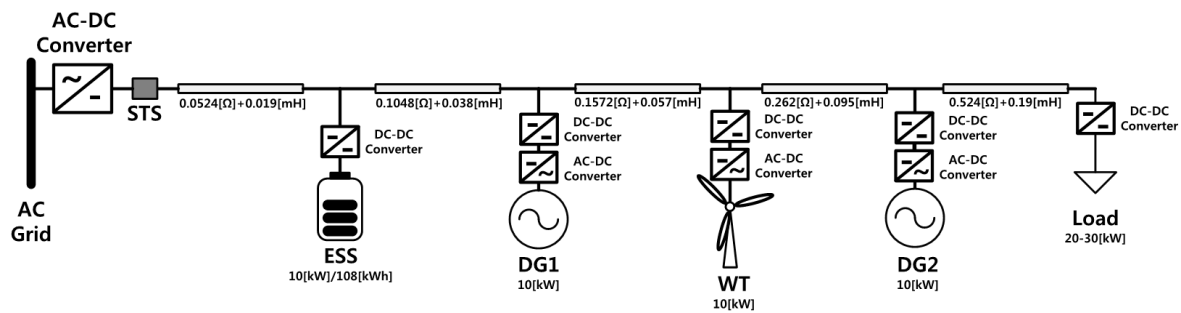 AC-DC
Converter
STS
AC
Grid
0.0524[Ω]+0.019[mH]
0.1048[Ω]+0.038[mH]
0.1572[Ω]+0.057[mH]
0.262[Ω]+0.095[mH]
0.524[Ω]+0.19[mH]
DC-DC
Converter
ESS
10[kW]/108[kWh]
DC-DC
Converter
AC-DC
Converter
DG1
10[kW]
DC-DC
Converter
AC-DC
Converter
WT
10[kW]
DC-DC
Converter
AC-DC
Converter
DG2
10[kW]
DC-DC
Converter
Load
20-30[kW]